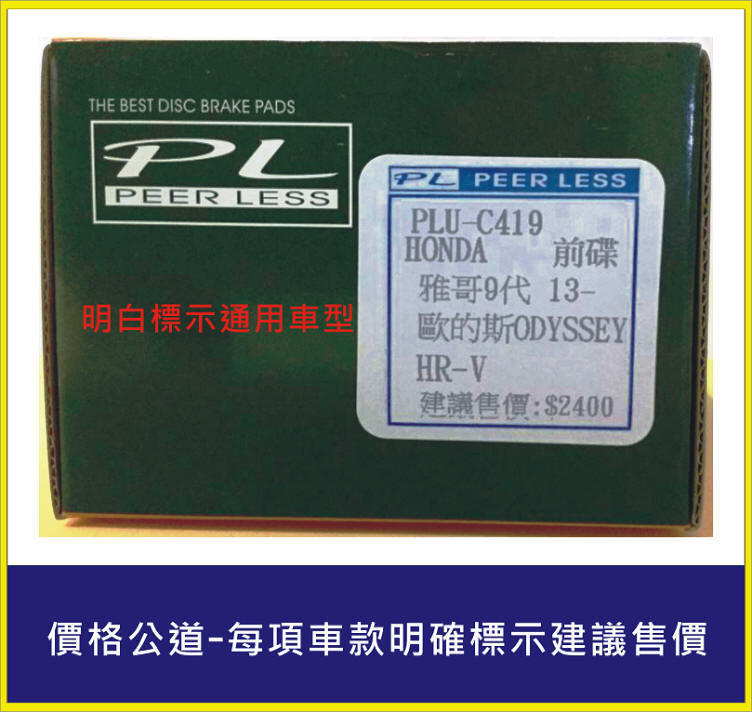 THE BEST DISC BRAKE PADS
PL
PEER LESS
PL PEER LESS
PLU-C419
HONDA 前碟
雅哥9代 13-
歐的斯ODYSSEY
HR-V
建議售價:$2400
明白標示通用車型
價格公道-每項車款明確標示建議售價